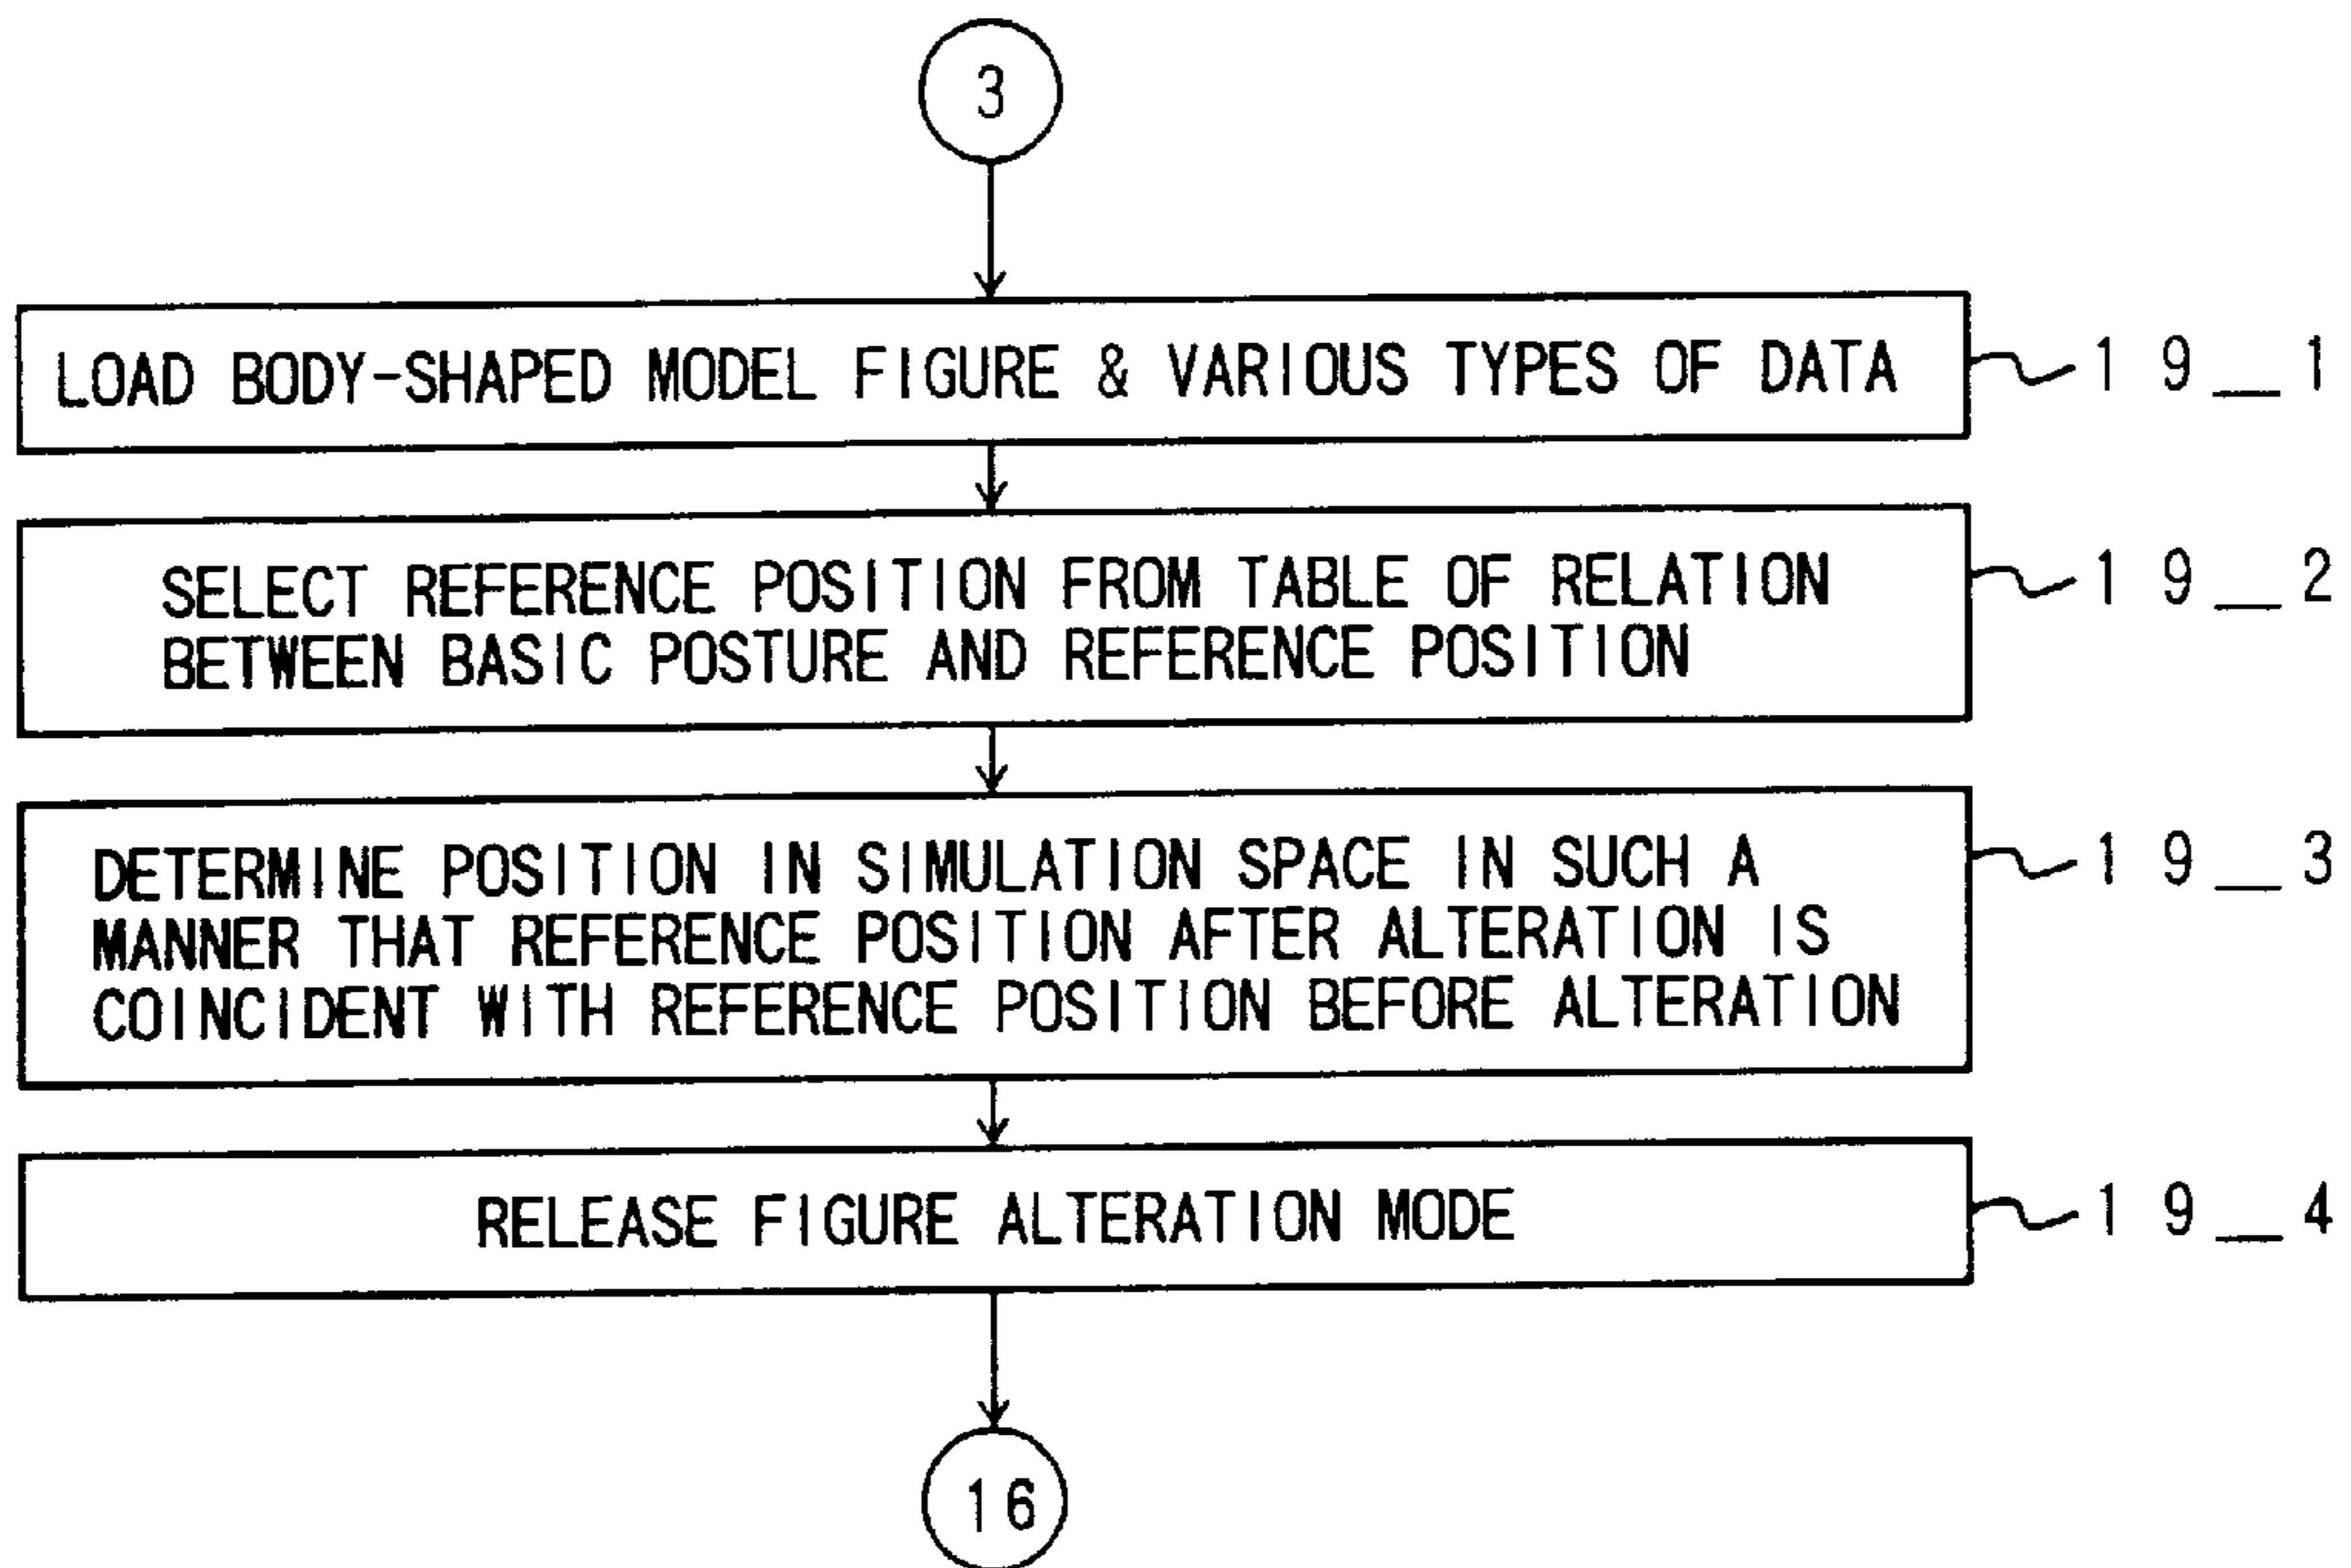 3
LOAD BODY-SHAPED MODEL FIGURE & VARIOUS TYPES OF DATA
19_1
SELECT REFERENCE POSITION FROM TABLE OF RELATION
BETWEEN BASIC POSTURE AND REFERENCE POSITION
19_2
DETERMINE POSITION IN SIMULATION SPACE IN SUCH A
MANNER THAT REFERENCE POSITION AFTER ALTERATION IS
COINCIDENT WITH REFERENCE POSITION BEFORE ALTERATION
19_3
RELEASE FIGURE ALTERATION MODE
19_4
16